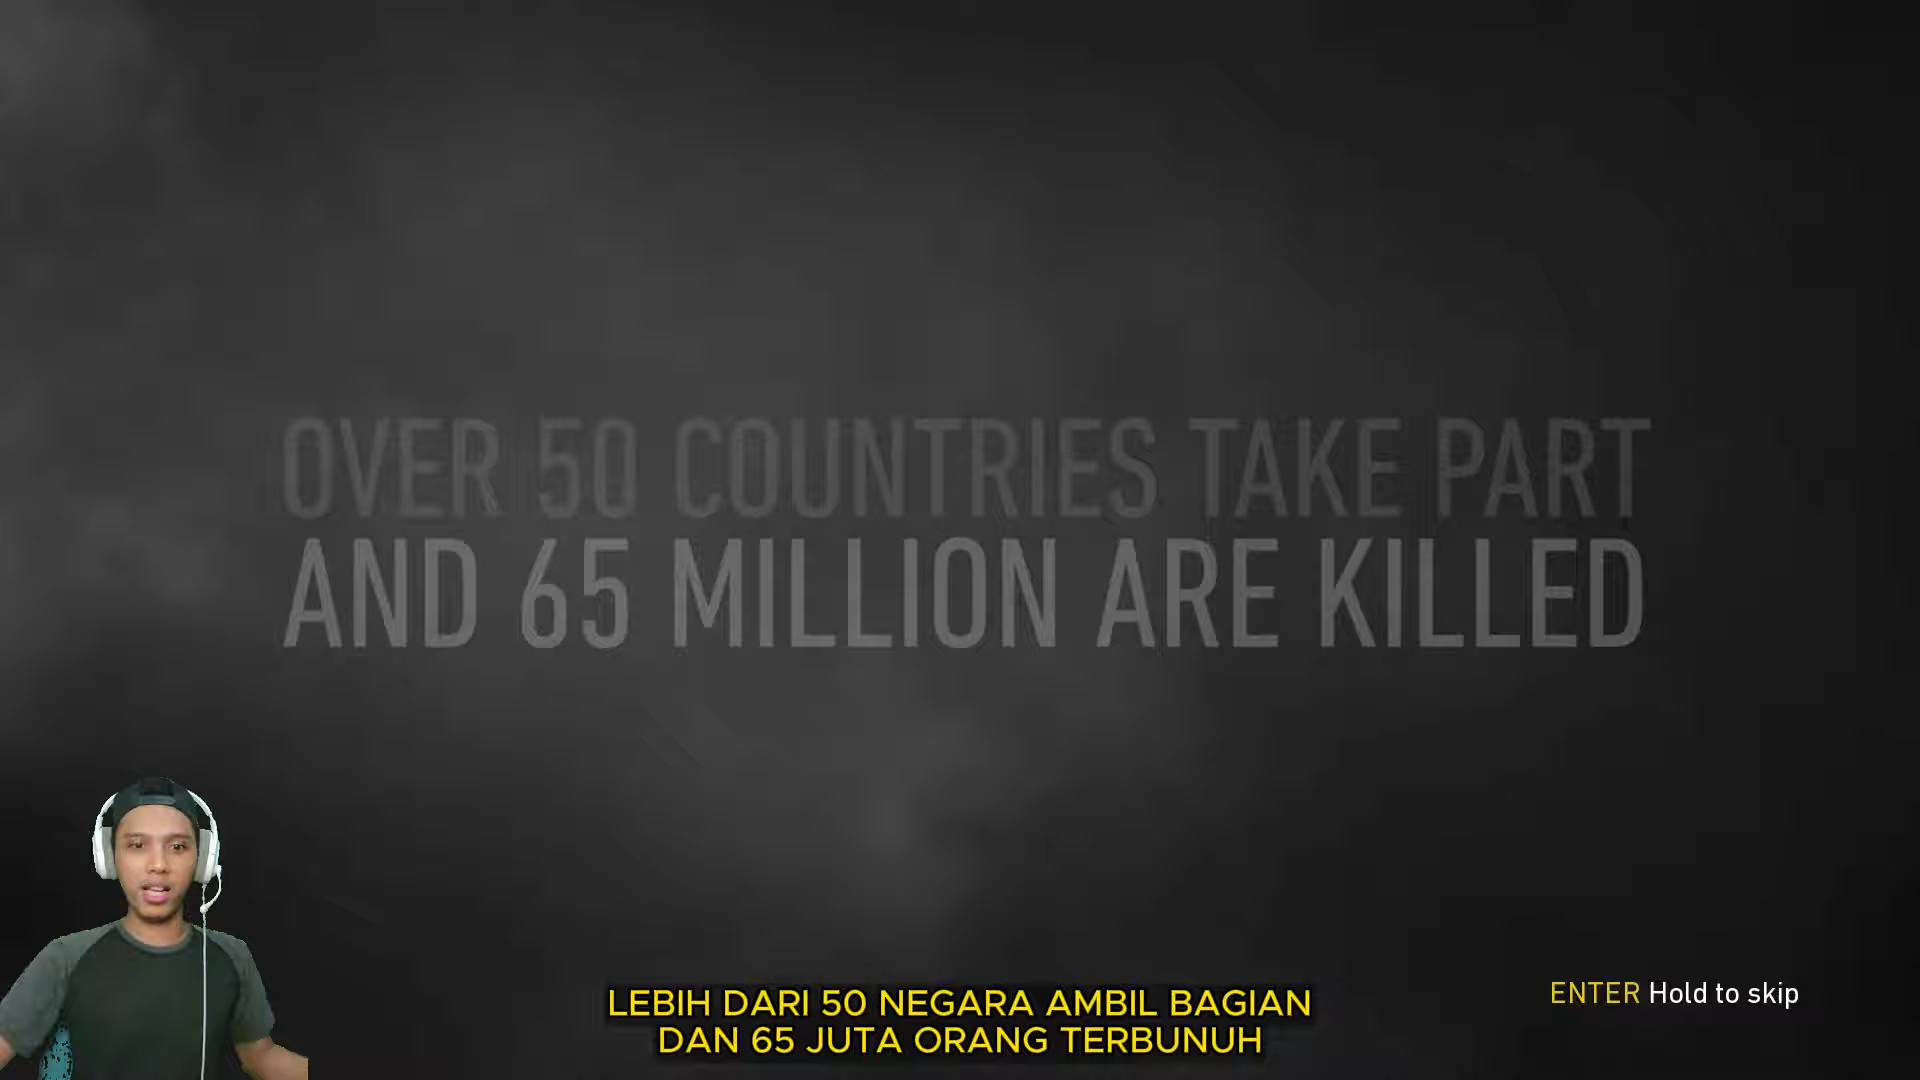 OVER 50 COUNTRIES TAKE PART
AND 65 MILLION ARE KILLED
LEBIH DARI 50 NEGARA AMBIL BAGIAN
DAN 65 JUTA ORANG TERBUNUH
ENTER Hold to skip